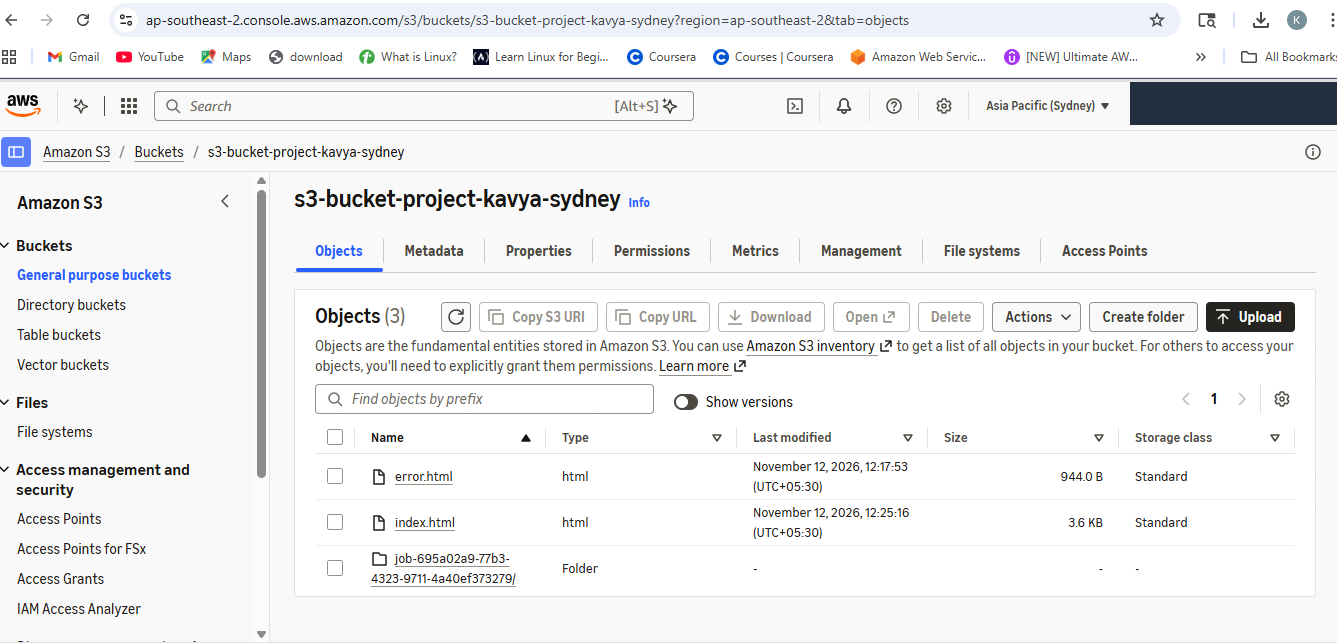 ap-southeast-2.console.aws.amazon.com/s3/buckets/s3-bucket-project-kavya-sydney?region=ap-southeast-2&tab=objects
K
Gmail YouTube Maps download What is Linux? Learn Linux for Begi... Coursera Courses | Coursera Amazon Web Servic... [NEW] Ultimate AW... » All Bookmarks
aws Search [Alt+S] Asia Pacific (Sydney)
Amazon S3 / Buckets / s3-bucket-project-kavya-sydney
Amazon S3
Buckets
General purpose buckets
Directory buckets
Table buckets
Vector buckets
Files
File systems
Access management and
security
Access Points
Access Points for FSx
Access Grants
IAM Access Analyzer
s3-bucket-project-kavya-sydney Info
Objects Metadata Properties Permissions Metrics Management File systems Access Points
Objects (3) Copy S3 URI Copy URL Download Open Delete Actions Create folder Upload
Objects are the fundamental entities stored in Amazon S3. You can use Amazon S3 inventory to get a list of all objects in your bucket. For others to access your
objects, you'll need to explicitly grant them permissions. Learn more
Find objects by prefix Show versions 1
Name Type Last modified Size Storage class
error.html html November 12, 2026, 12:17:53 (UTC+05:30) 944.0 B Standard
index.html html November 12, 2026, 12:25:16 (UTC+05:30) 3.6 KB Standard
job-695a02a9-77b3-
4323-9711-4a40ef373279/ Folder - - -